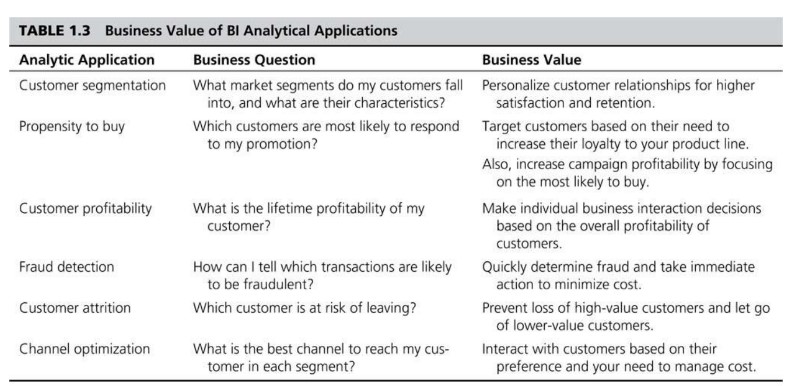 TABLE 1.3 Business Value of BI Analytical Applications
Analytic Application Business Question Business Value
Customer segmentation What market segments do my customers fall Personalize customer relationships for higher
into, and what are their characteristics? satisfaction and retention.
Propensity to buy Which customers are most likely to respond Target customers based on their need to
to my promotion? increase their loyalty to your product line.
Also, increase campaign profitability by focusing
on the most likely to buy.
Customer profitability What is the lifetime profitability of my Make individual business interaction decisions
customer? based on the overall profitability of
customers.
Fraud detection How can I tell which transactions are likely Quickly determine fraud and take immediate
to be fraudulent? action to minimize cost.
Customer attrition Which customer is at risk of leaving? Prevent loss of high-value customers and let go
of lower-value customers.
Channel optimization What is the best channel to reach my cus- Interact with customers based on their
tomer in each segment? preference and your need to manage cost.